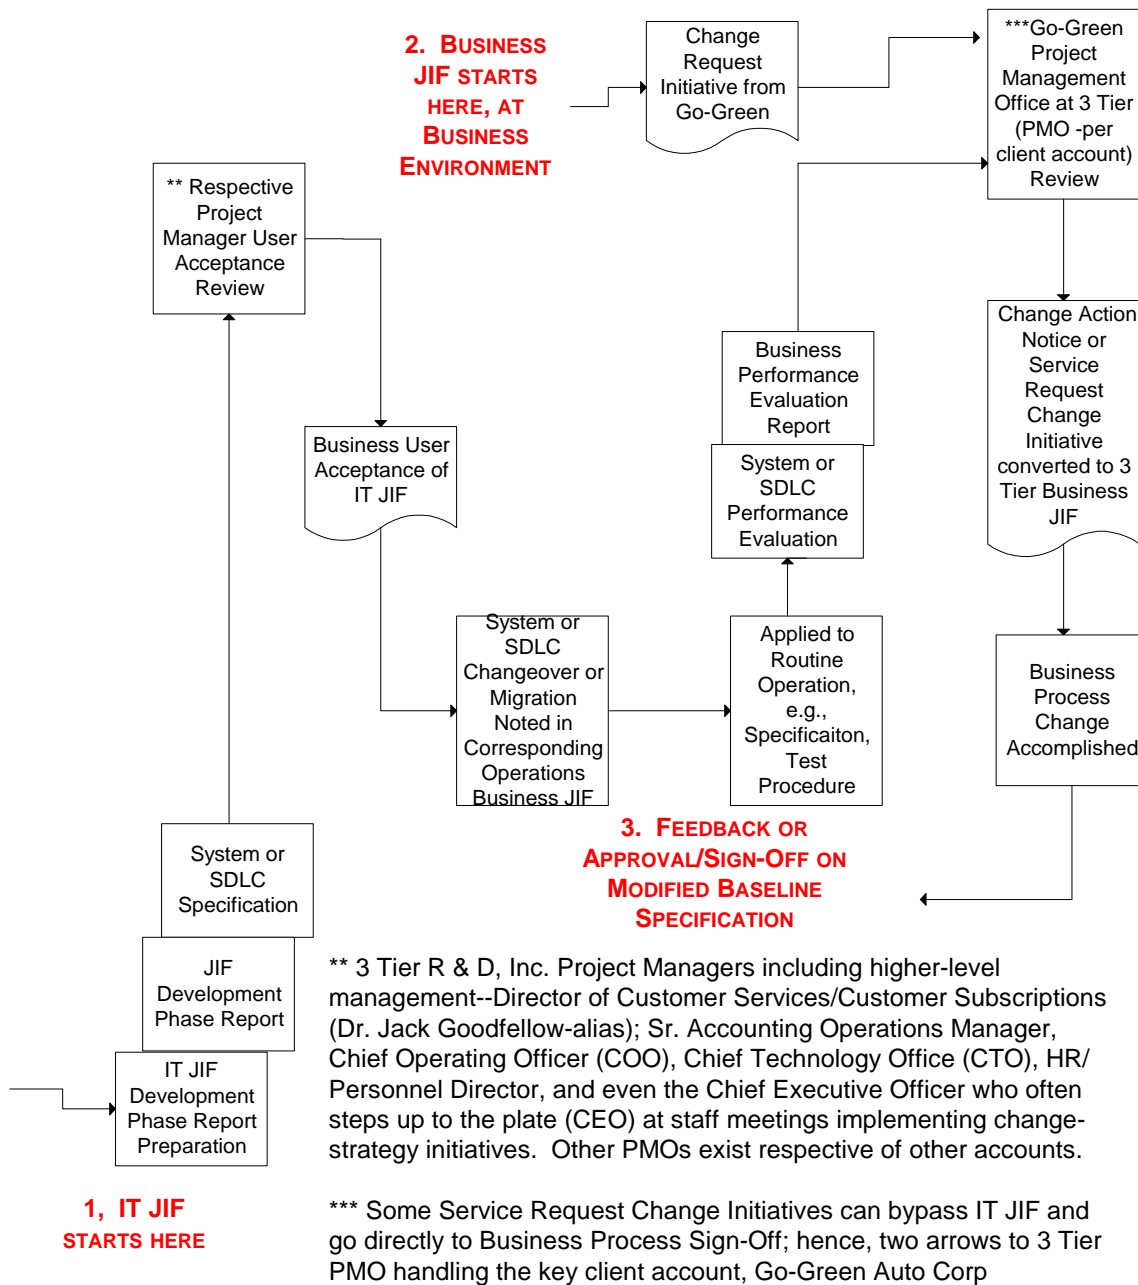 2. BUSINESS
JIF STARTS
HERE, AT
BUSINESS
ENVIRONMENT
Change
Request
Initiative from
Go-Green
***Go-Green
Project
Management
Office at 3 Tier
(PMO -per
client account)
Review
** Respective
Project
Manager User
Acceptance
Review
Business User
Acceptance of
IT JIF
Business
Performance
Evaluation
Report
System or
SDLC
Performance
Evaluation
Change Action
Notice or
Service
Request
Change
Initiative
converted to 3
Tier Business
JIF
System or
SDLC
Changeover or
Migration
Noted in
Corresponding
Operations
Business JIF
Applied to
Routine
Operation,
e.g.,
Specificaiton,
Test
Procedure
Business
Process
Change
Accomplished
3. FEEDBACK OR
APPROVAL/SIGN-OFF ON
MODIFIED BASELINE
SPECIFICATION
System or
SDLC
Specification
JIF
Development
Phase Report
IT JIF
Development
Phase Report
Preparation
1, IT JIF
STARTS HERE
** 3 Tier R & D, Inc. Project Managers including higher-level
management--Director of Customer Services/Customer Subscriptions
(Dr. Jack Goodfellow-alias); Sr. Accounting Operations Manager,
Chief Operating Officer (COO), Chief Technology Office (CTO), HR/
Personnel Director, and even the Chief Executive Officer who often
steps up to the plate (CEO) at staff meetings implementing change-
strategy initiatives. Other PMOs exist respective of other accounts.
*** Some Service Request Change Initiatives can bypass IT JIF and
go directly to Business Process Sign-Off; hence, two arrows to 3 Tier
PMO handling the key client account, Go-Green Auto Corp